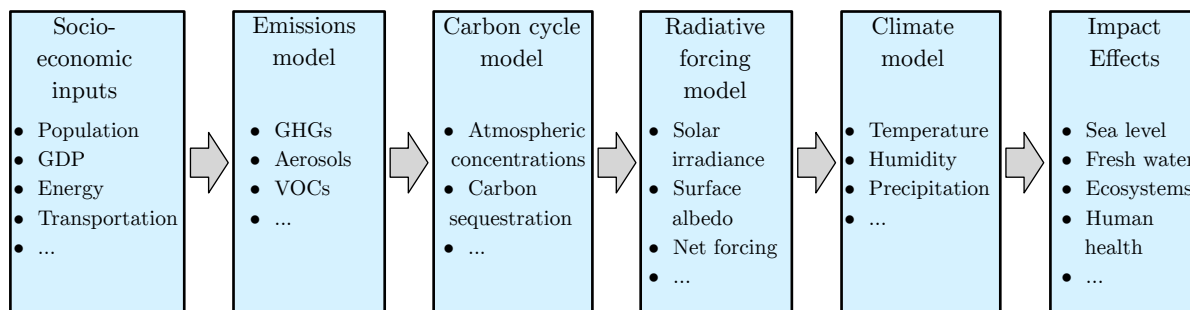 Socio-
economic
inputs
● Population
● GDP
● Energy
● Transportation
● ...
Emissions
model
● GHGs
● Aerosols
● VOCs
● ...
Carbon cycle
model
● Atmospheric
concentrations
● Carbon
sequestration
● ...
Radiative
forcing
model
● Solar
irradiance
● Surface
albedo
● Net forcing
● ...
Climate
model
● Temperature
● Humidity
● Precipitation
● ...
Impact
Effects
● Sea level
● Fresh water
● Ecosystems
● Human
health
● ...